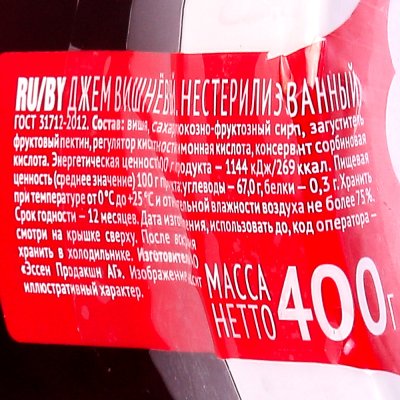 RU/BY ДЖЕМ ВИШНЁВЫЙ НЕСТЕРИЛИЗОВАННЫЙ
ГОСТ 31712-2012. Состав: вишня, сахар, глюкозно-фруктозный сироп, загуститель
фруктовый пектин, регулятор кислотности лимонная кислота, консервант сорбиновая
кислота. Энергетическая ценность 100 г продукта – 1144 кДж/269 ккал. Пищевая
ценность (среднее значение) 100 г продукта: углеводы – 67,0 г, белки – 0,3 г. Хранить
при температуре от 0°С до +25°С и относительной влажности воздуха не более 75%.
Срок годности – 12 месяцев. Дата изготовления, использовать до, код оператора –
смотри на крышке сверху. После вскрытия
хранить в холодильнике. Изготовитель: ООО
«Эссен Продакшн АГ». Изображение носит
иллюстративный характер.
МАССА
НЕТТО 400 г